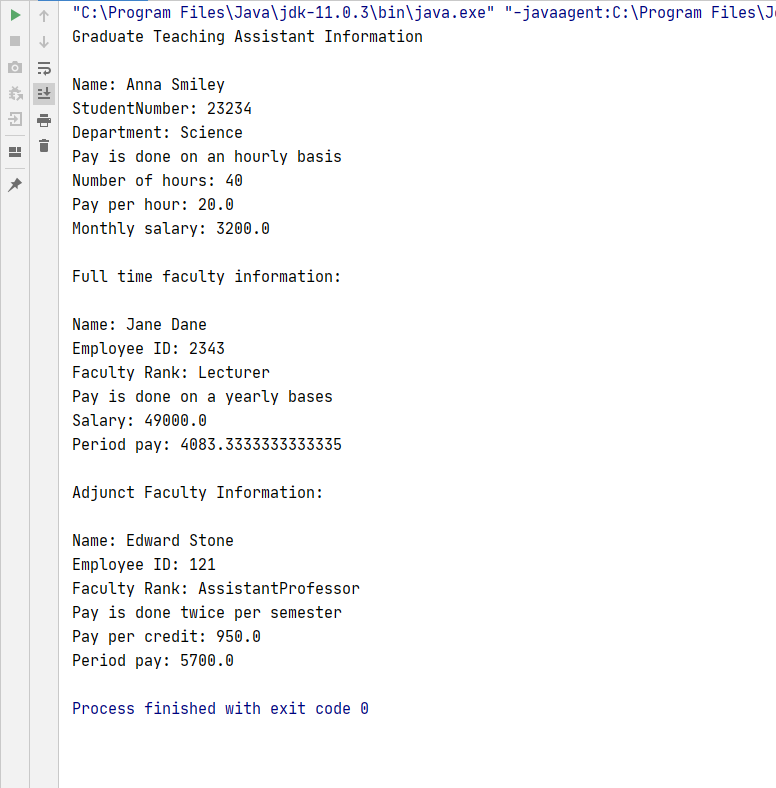 "C:\Program Files\Java\jdk-11.0.3\bin\java.exe" "-javaagent:C:\Program Files\J
Graduate Teaching Assistant Information
Name: Anna Smiley
StudentNumber: 23234
Department: Science
Pay is done on an hourly basis
Number of hours: 40
Pay per hour: 20.0
Monthly salary: 3200.0
Full time faculty information:
Name: Jane Dane
Employee ID: 2343
Faculty Rank: Lecturer
Pay is done on a yearly bases
Salary: 49000.0
Period pay: 4083.3333333333335
Adjunct Faculty Information:
Name: Edward Stone
Employee ID: 121
Faculty Rank: AssistantProfessor
Pay is done twice per semester
Pay per credit: 950.0
Period pay: 5700.0
Process finished with exit code 0